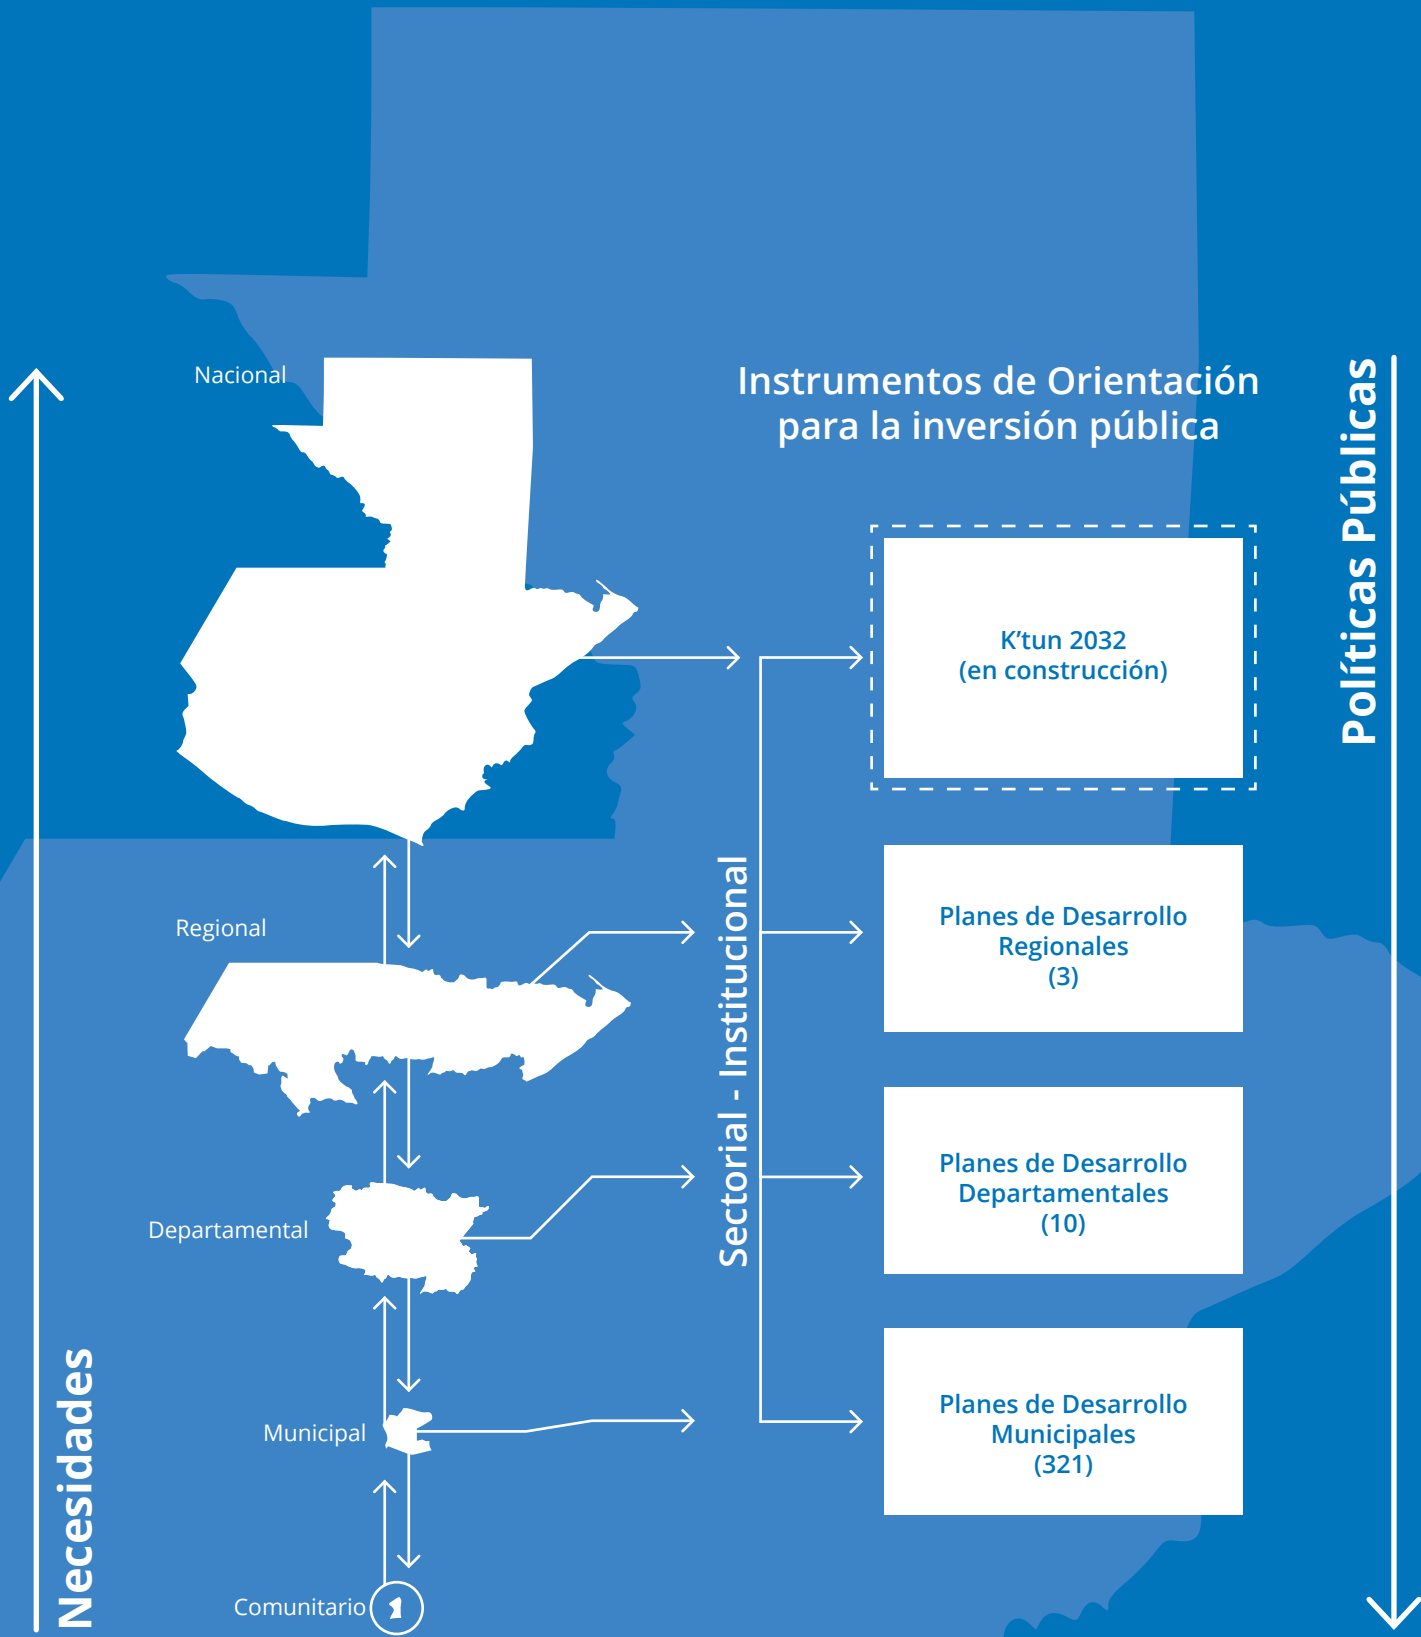 Nacional
Instrumentos de Orientación
para la inversión pública
Políticas Públicas
K’tun 2032
(en construcción)
Regional
Sectorial - Institucional
Planes de Desarrollo
Regionales
(3)
Departamental
Planes de Desarrollo
Departamentales
(10)
Necesidades
Municipal
Planes de Desarrollo
Municipales
(321)
Comunitario